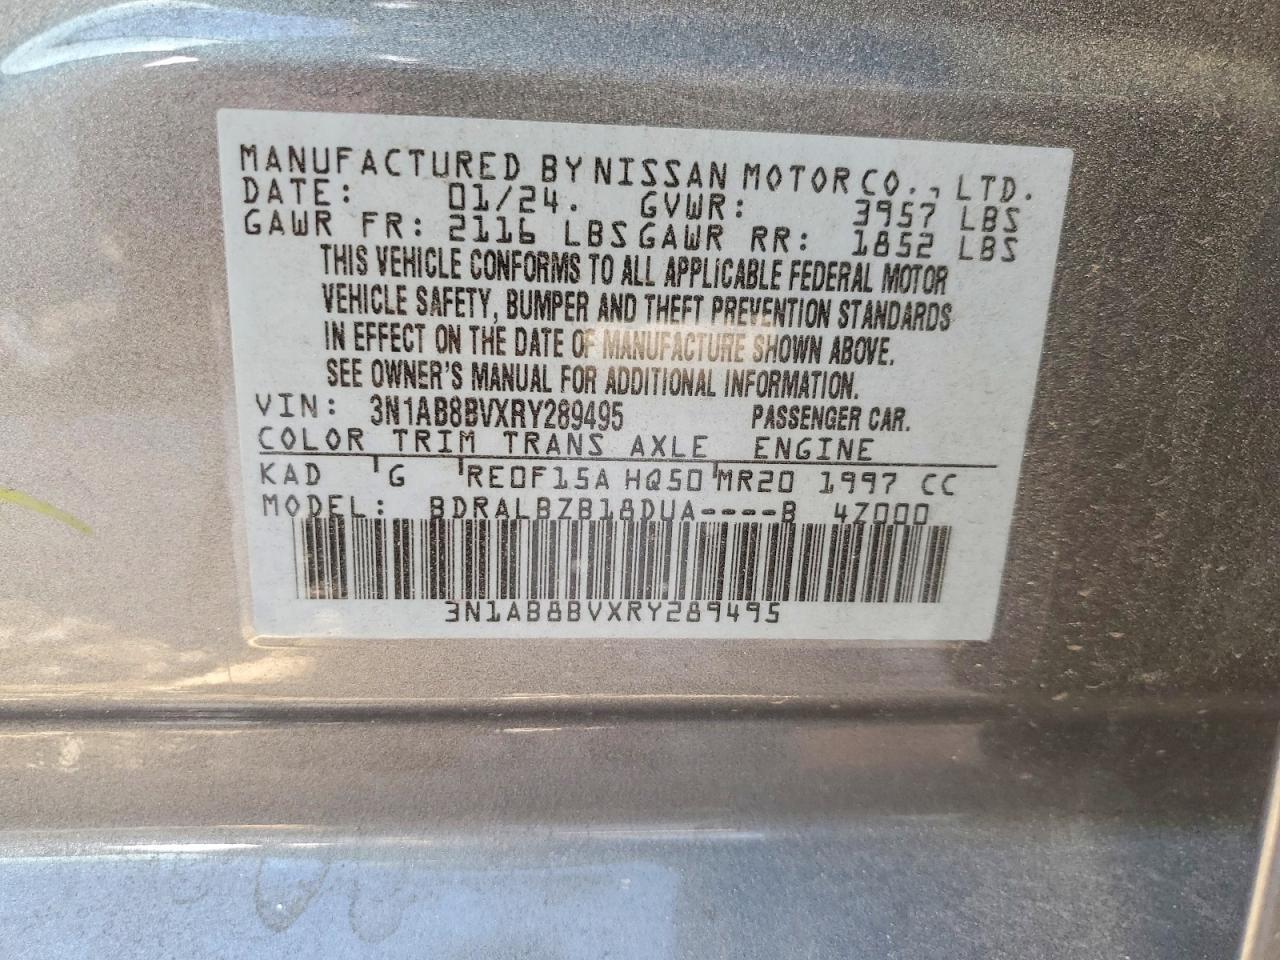 MANUFACTURED BY NISSAN MOTOR CO., LTD.
DATE: 01/24. GVWR: 3957 LBS
GAWR FR: 2116 LBS GAWR RR: 1852 LBS
THIS VEHICLE CONFORMS TO ALL APPLICABLE FEDERAL MOTOR
VEHICLE SAFETY, BUMPER AND THEFT PREVENTION STANDARDS
IN EFFECT ON THE DATE OF MANUFACTURE SHOWN ABOVE.
SEE OWNER'S MANUAL FOR ADDITIONAL INFORMATION.
VIN: 3N1AB8BVXRY289495 PASSENGER CAR.
COLOR TRIM TRANS AXLE ENGINE
KAD G RE0F15A HQ50 MR20 1997 CC
MODEL: BDRALBZB18DUA----B 4Z000
3N1AB8BVXRY289495